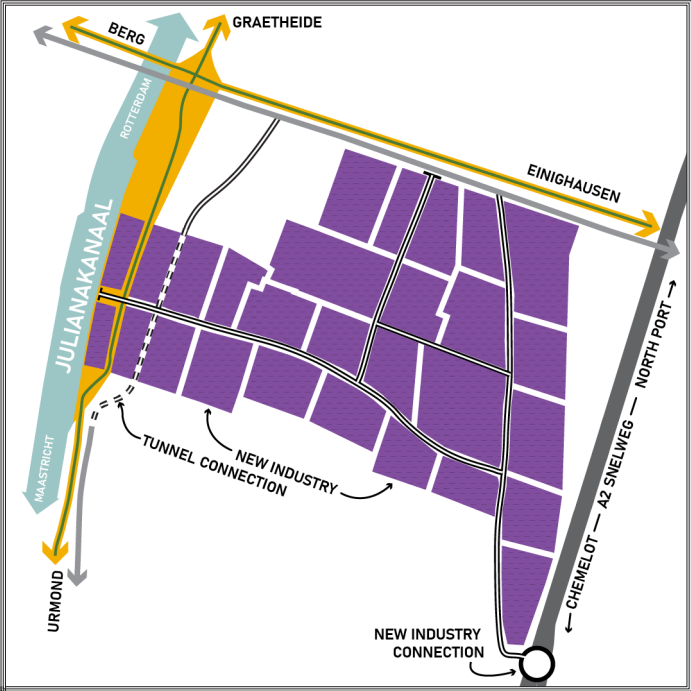 GRAETHEIDE
BERG
ROTTERDAM
EINIGHAUSEN
JULIANAKANAAL
NORTH PORT
A2 SNELWEG
CHEMELOT
TUNNEL CONNECTION
NEW INDUSTRY
MAASTRICHT
URMOND
NEW INDUSTRY
CONNECTION